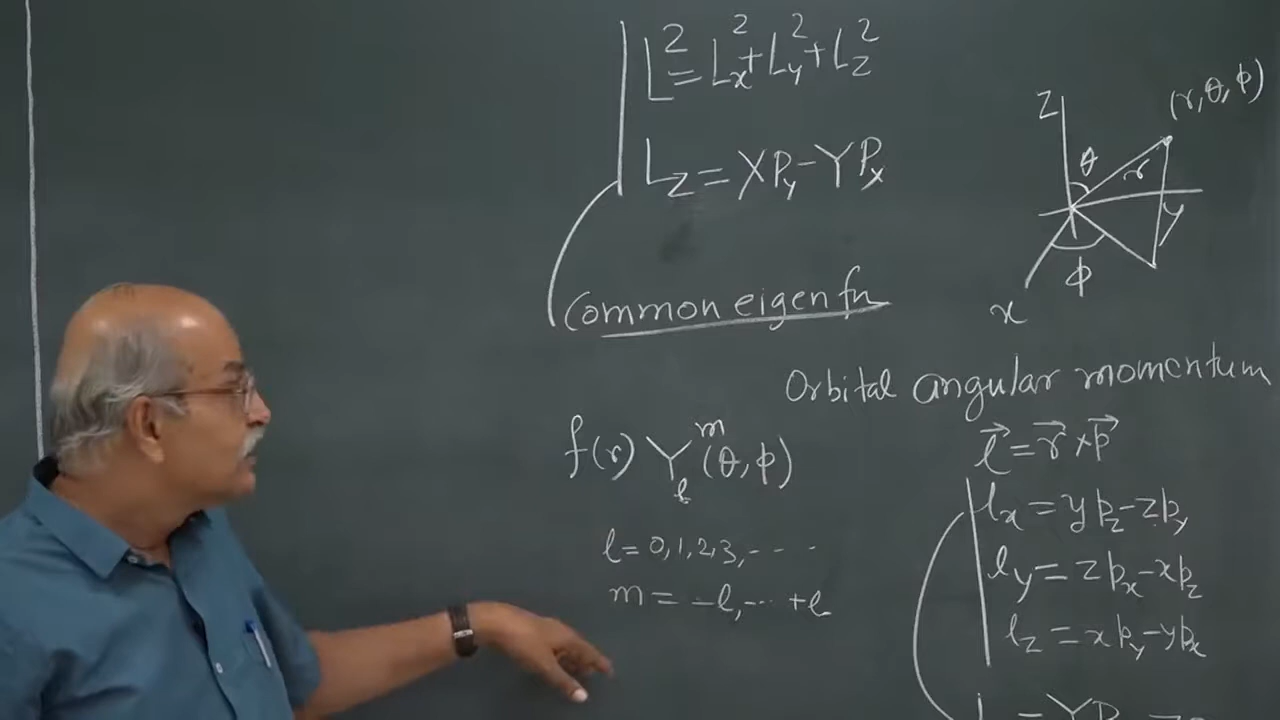 L² = Lx² + Ly² + Lz²
Lz = XPy - YPx
Common eigen fn
f(r) Yₗᵐ(θ, φ)
l = 0, 1, 2, 3, - - - -
m = -l, --- +l
Z
(r, θ, φ)
θ
r
y
φ
x
Orbital angular momentum
l⃗ = r⃗ × p⃗
lx = y pz - z py
ly = z px - x pz
lz = x py - y px